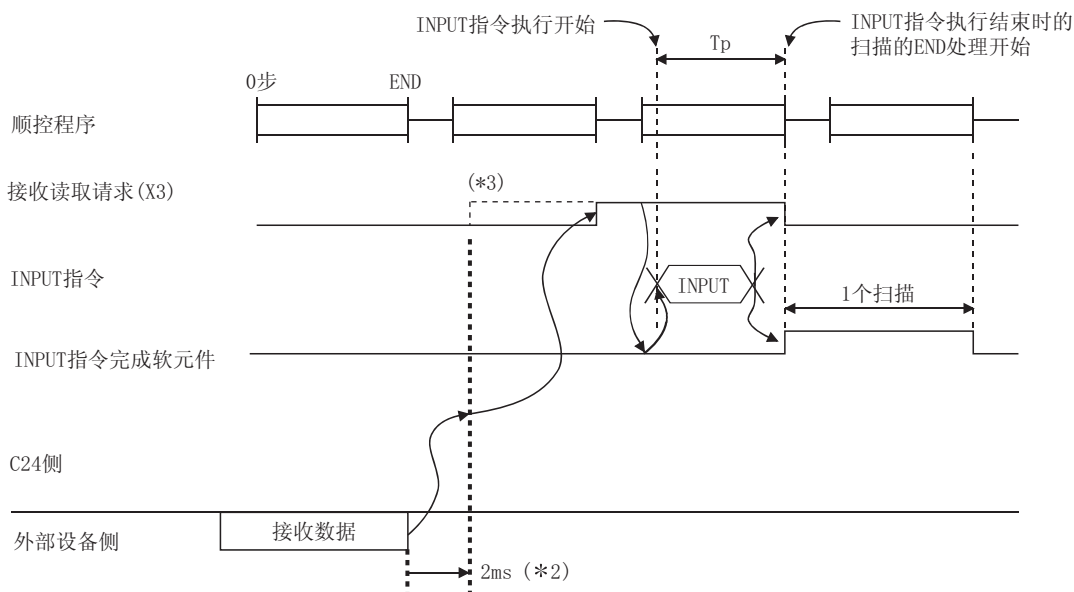 INPUT指令执行开始
INPUT指令执行结束时的
扫描的END处理开始
Tp
0步
END
顺控程序
接收读取请求(X3)
(*3)
INPUT指令
INPUT
1个扫描
INPUT指令完成软元件
C24侧
接收数据
外部设备侧
2ms (*2)